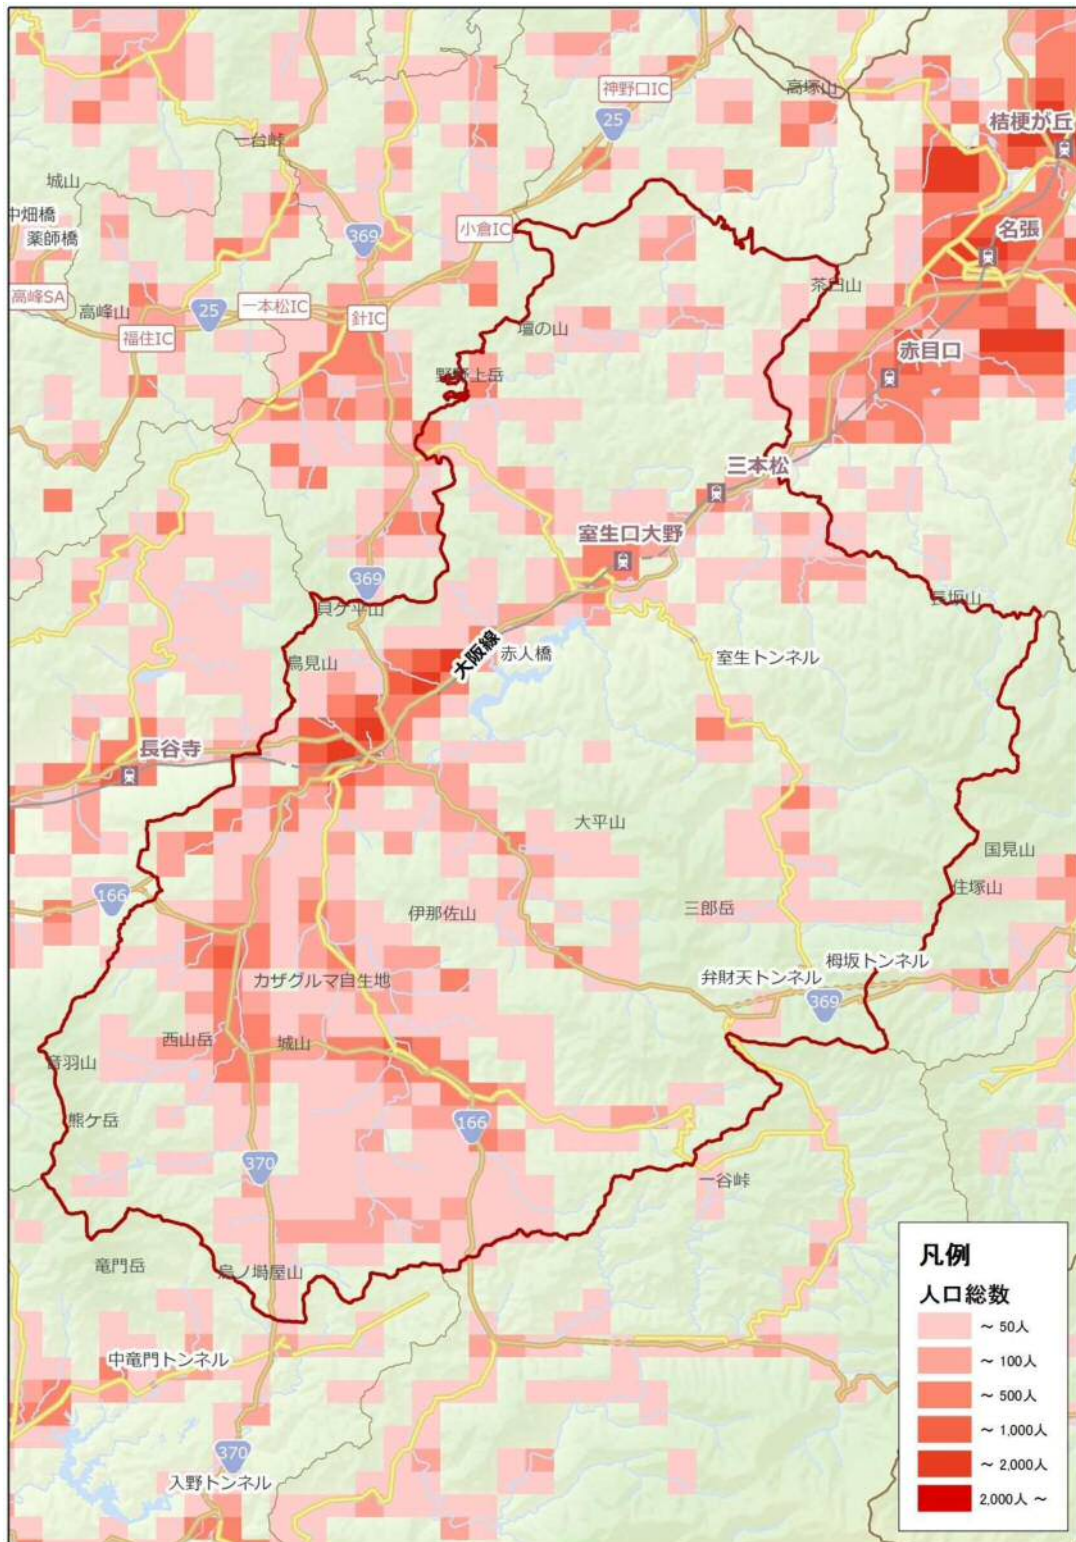 神野口IC
高塚山
25
桔梗が丘
一台峠
城山
中畑橋
薬師橋
369
小倉IC
名張
高峰SA
高峰山
25
一本松IC
針IC
茶臼山
福住IC
壇の山
赤目口
野野上岳
三本松
室生口大野
369
貝ケ平山
長坂山
鳥見山
大阪線
赤人橋
室生トンネル
長谷寺
大平山
国見山
166
住塚山
伊那佐山
三郎岳
カザグルマ自生地
弁財天トンネル
栂坂トンネル
369
西山岳
城山
音羽山
熊ケ岳
166
370
一谷峠
竜門岳
烏ノ塒屋山
中竜門トンネル
370
入野トンネル
凡例
人口総数
～ 50人
～ 100人
～ 500人
～ 1,000人
～ 2,000人
2,000人 ～